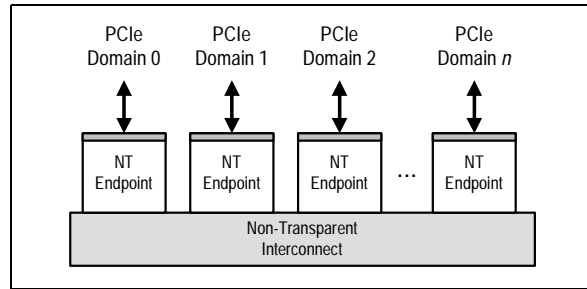 PCIe
Domain 0
PCIe
Domain 1
PCIe
Domain 2
PCIe
Domain n
NT
Endpoint
NT
Endpoint
NT
Endpoint
...
NT
Endpoint
Non-Transparent
Interconnect